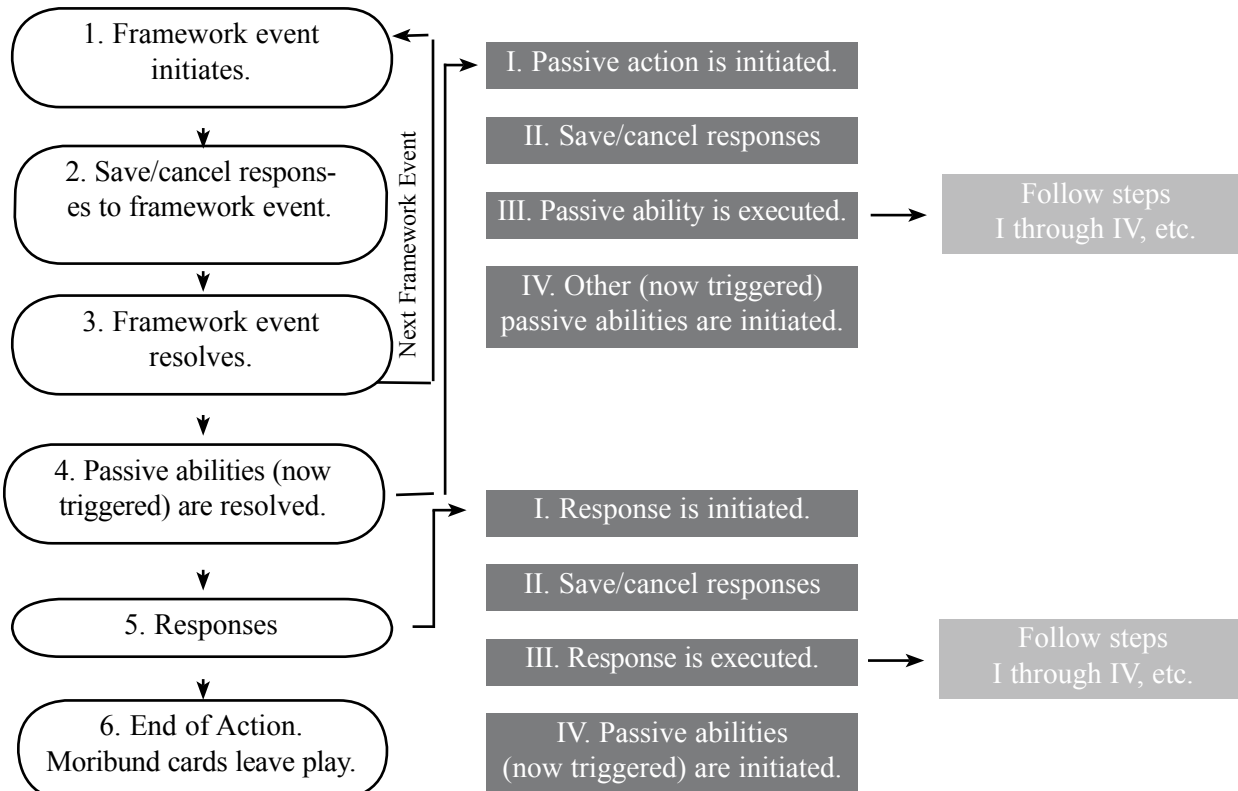 1. Framework event
initiates.
2. Save/cancel respons-
es to framework event.
3. Framework event
resolves.
4. Passive abilities (now
triggered) are resolved.
5. Responses
6. End of Action.
Moribund cards leave play.
Next Framework Event
I. Passive action is initiated.
II. Save/cancel responses
III. Passive ability is executed.
IV. Other (now triggered)
passive abilities are initiated.
Follow steps
I through IV, etc.
I. Response is initiated.
II. Save/cancel responses
III. Response is executed.
IV. Passive abilities
(now triggered) are initiated.
Follow steps
I through IV, etc.